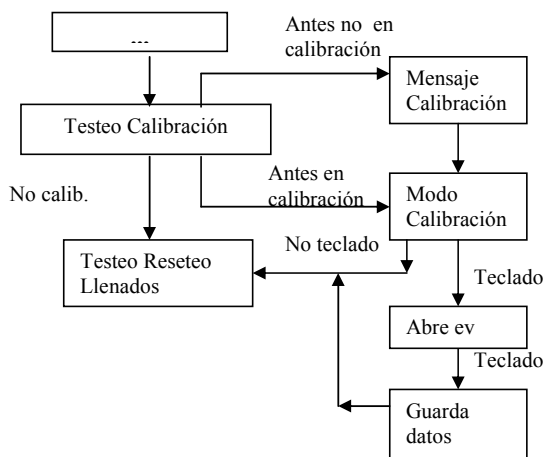 ...
Antes no en
calibración
Mensaje
Calibración
Testeo Calibración
No calib.
Antes en
calibración
Modo
Calibración
No teclado
Testeo Reseteo
Llenados
Teclado
Abre ev
Teclado
Guarda
datos